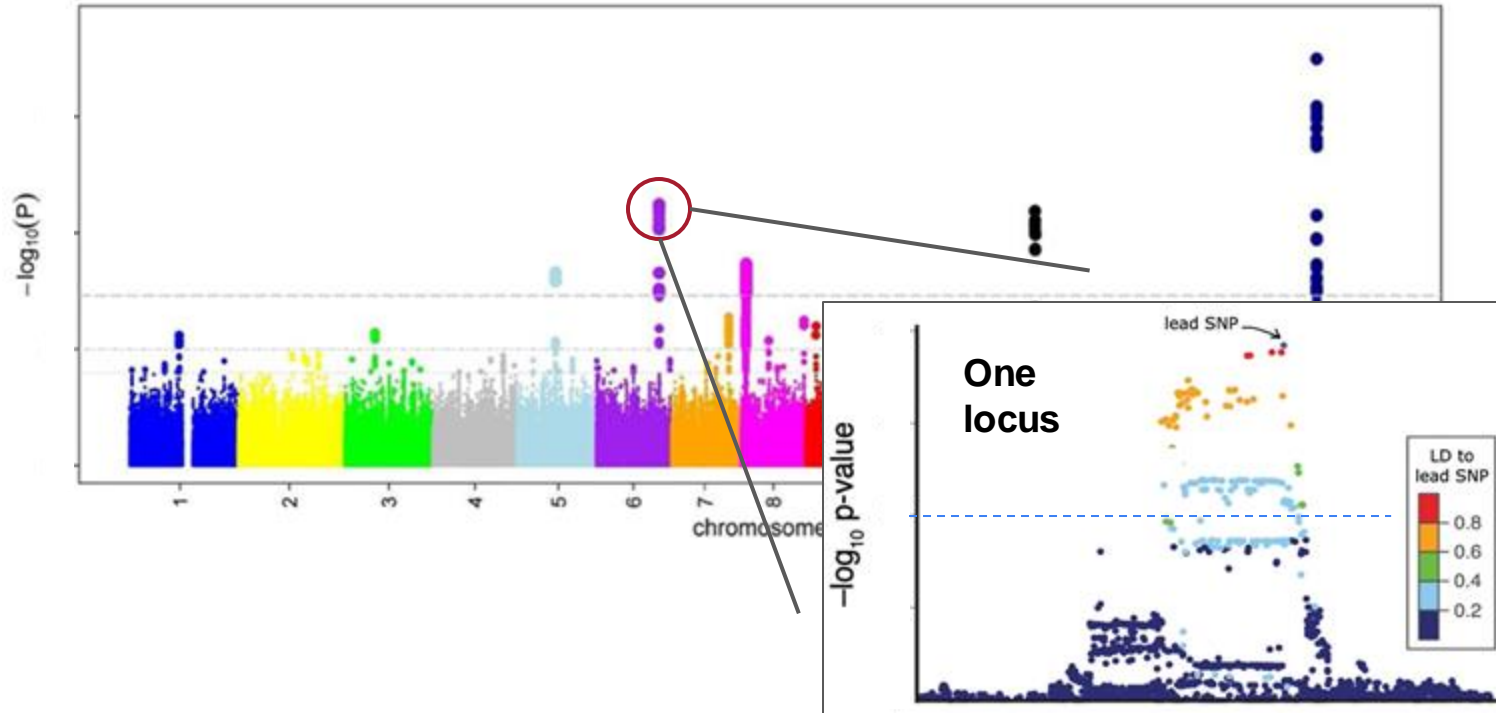 −log₁₀(P)
1 2 3 4 5 6 7 8
chromosome
One
locus
lead SNP
−log₁₀ p-value
LD to
lead SNP
0.8
0.6
0.4
0.2